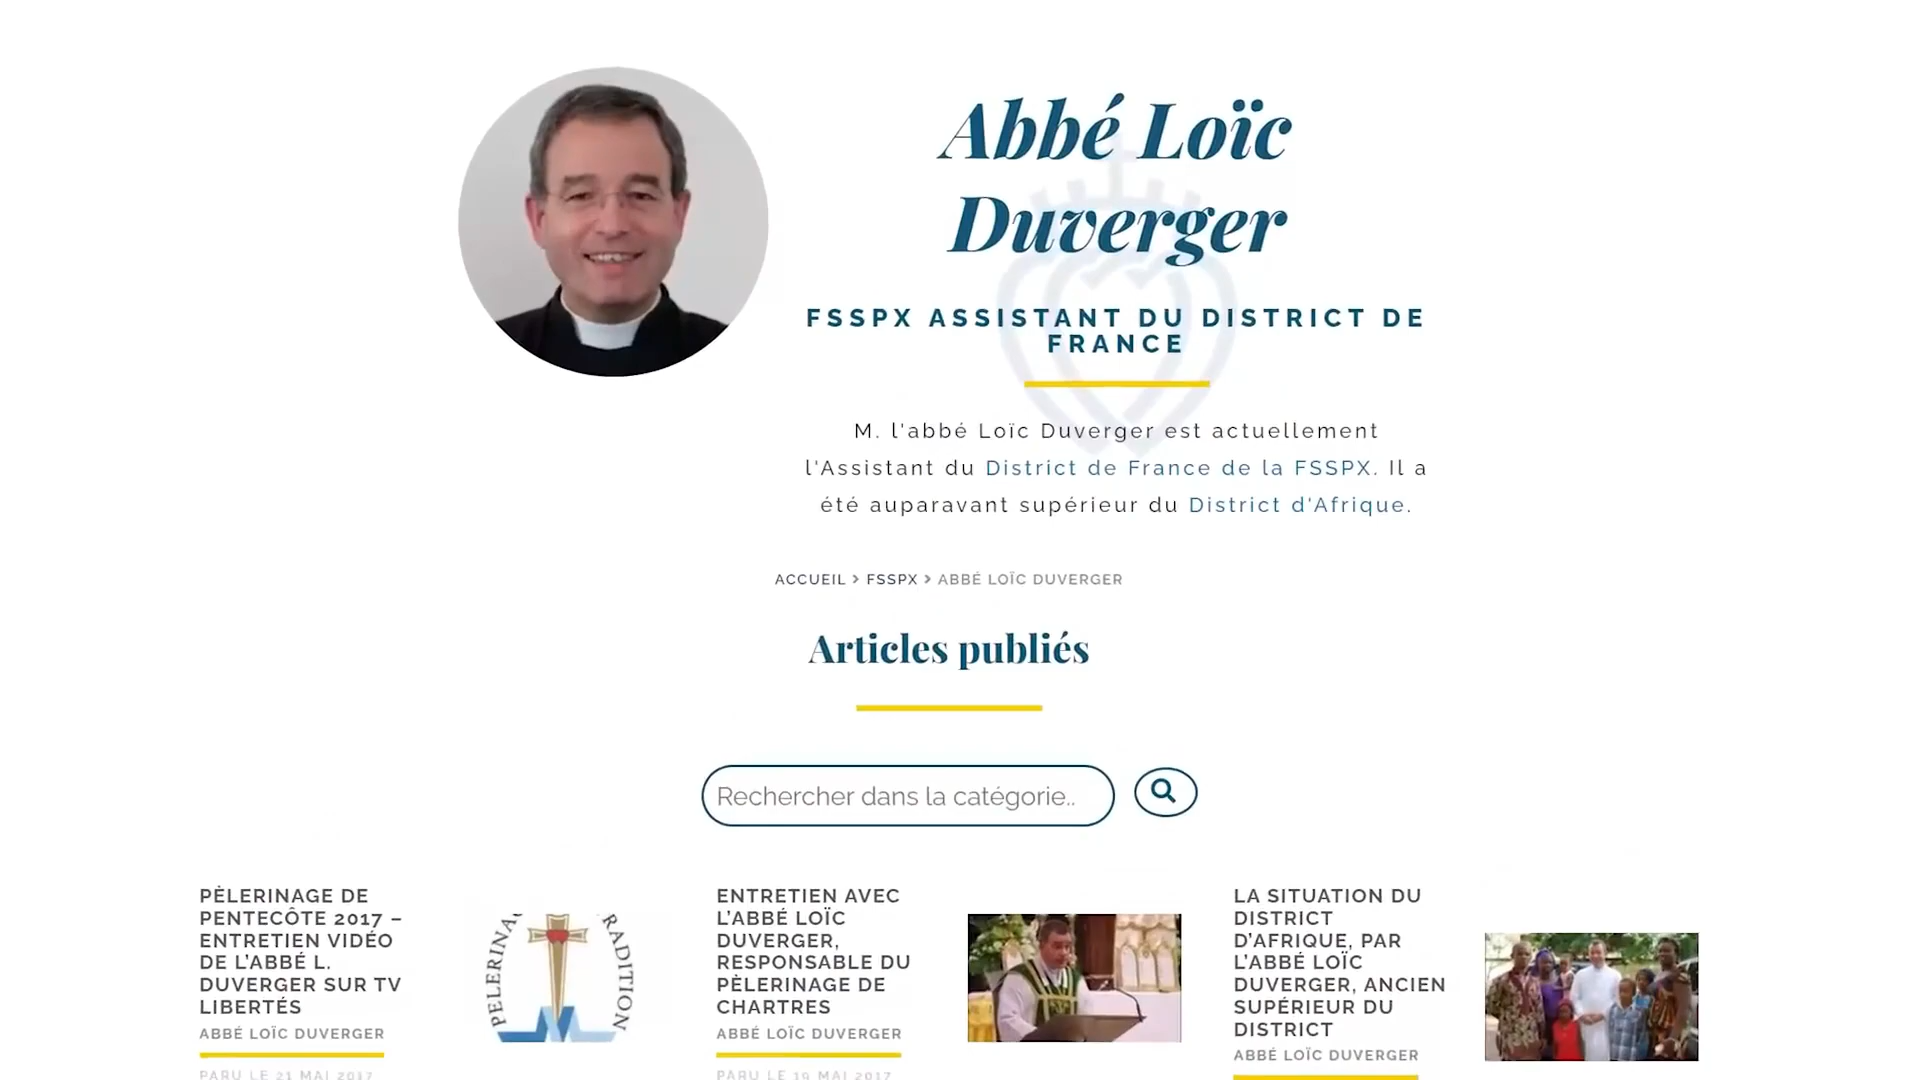 Abbé Loïc
Duverger
FSSPX ASSISTANT DU DISTRICT DE
FRANCE
M. l'abbé Loïc Duverger est actuellement
l'Assistant du District de France de la FSSPX. Il a
été auparavant supérieur du District d'Afrique.
ACCUEIL > FSSPX > ABBÉ LOÏC DUVERGER
Articles publiés
Rechercher dans la catégorie..
PÈLERINAGE DE
PENTECÔTE 2017 –
ENTRETIEN VIDÉO
DE L’ABBÉ L.
DUVERGER SUR TV
LIBERTÉS
ABBÉ LOÏC DUVERGER
PARU LE 21 MAI 2017
ENTRETIEN AVEC
L’ABBÉ LOÏC
DUVERGER,
RESPONSABLE DU
PÈLERINAGE DE
CHARTRES
ABBÉ LOÏC DUVERGER
PARU LE 19 MAI 2017
LA SITUATION DU
DISTRICT
D’AFRIQUE, PAR
L’ABBÉ LOÏC
DUVERGER, ANCIEN
SUPÉRIEUR DU
DISTRICT
ABBÉ LOÏC DUVERGER